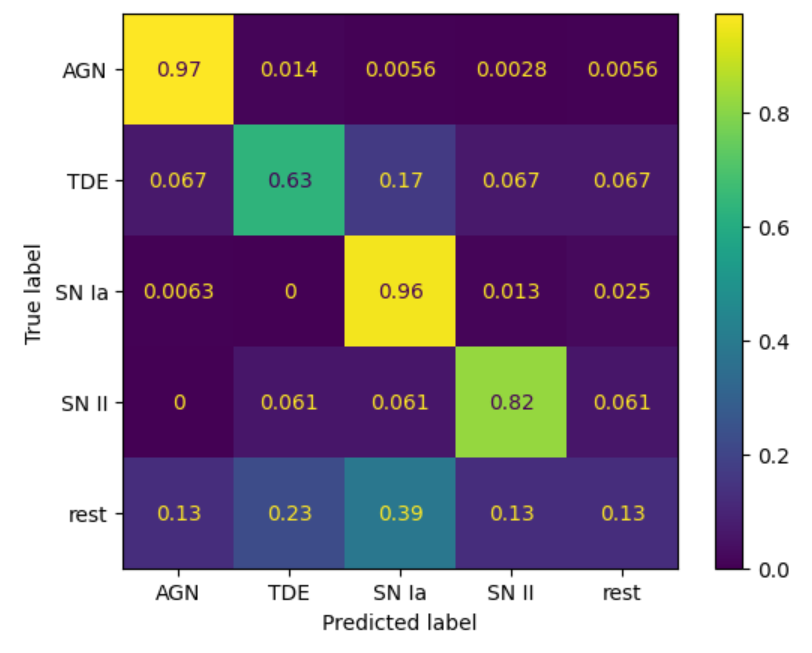 AGN 0.97 0.014 0.0056 0.0028 0.0056
TDE 0.067 0.63 0.17 0.067 0.067
SN Ia 0.0063 0 0.96 0.013 0.025
SN II 0 0.061 0.061 0.82 0.061
rest 0.13 0.23 0.39 0.13 0.13
AGN TDE SN Ia SN II rest
Predicted label
True label
0.8
0.6
0.4
0.2
0.0